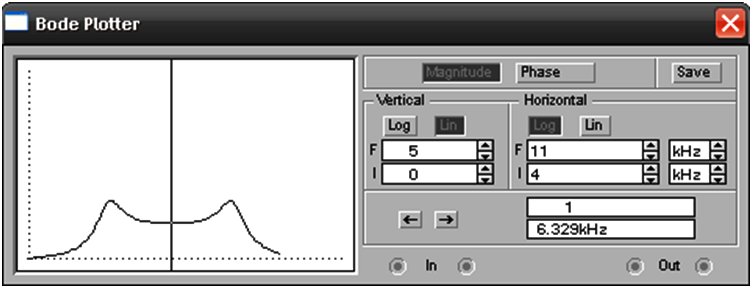 Bode Plotter
Magnitude Phase Save
Vertical Horizontal
Log Lin Log Lin
F 5 F 11 kHz
I 0 I 4 kHz
← → 1
6.329kHz
In Out